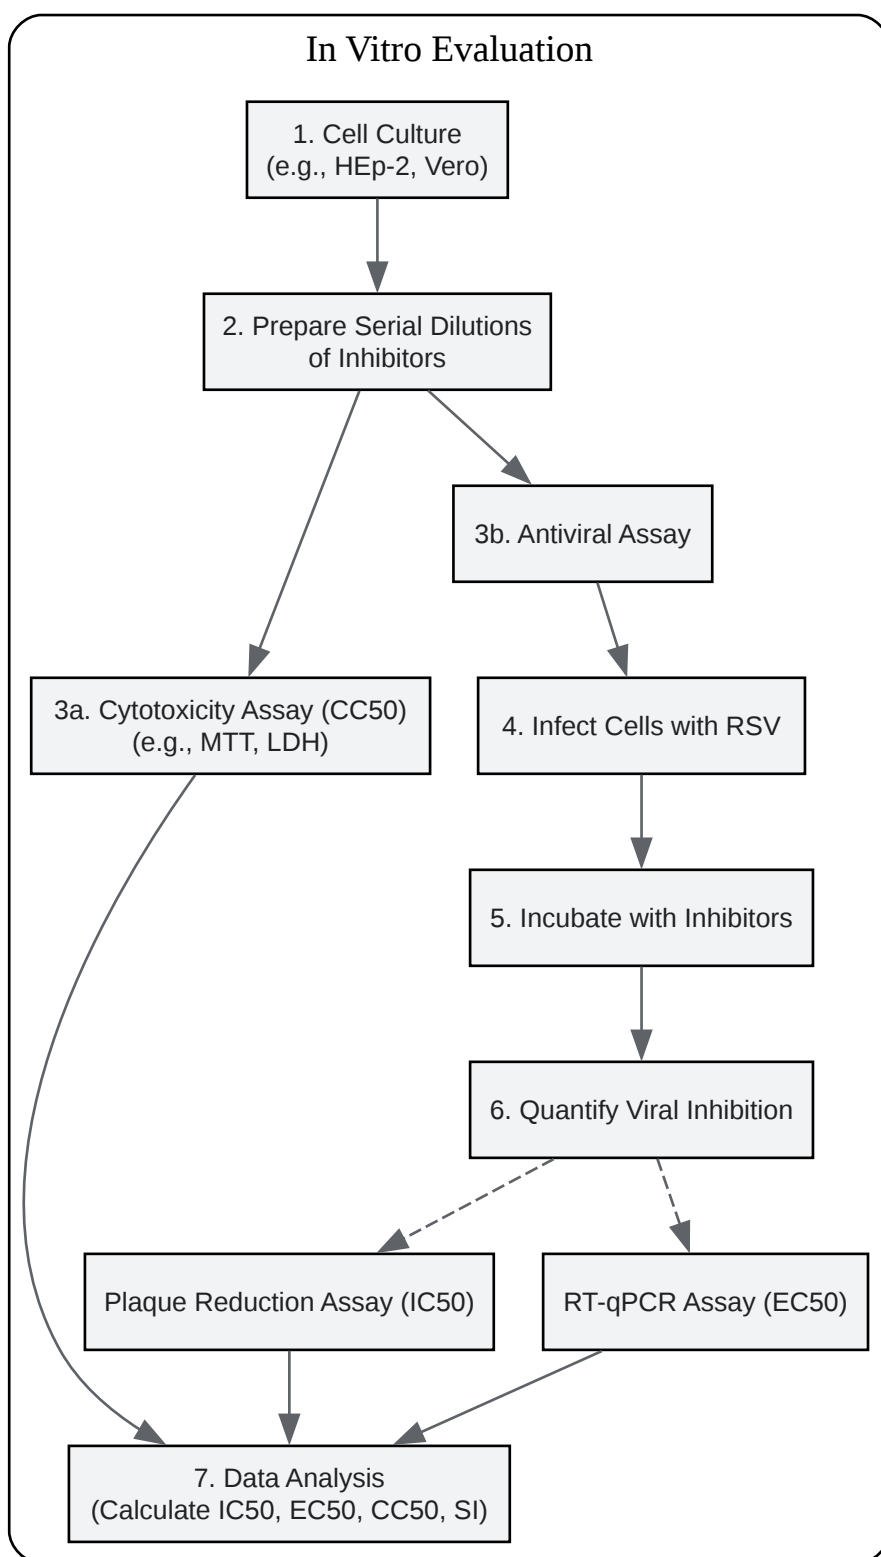 In Vitro Evaluation
1. Cell Culture
(e.g., HEp-2, Vero)
2. Prepare Serial Dilutions
of Inhibitors
3b. Antiviral Assay
3a. Cytotoxicity Assay (CC50)
(e.g., MTT, LDH)
4. Infect Cells with RSV
5. Incubate with Inhibitors
6. Quantify Viral Inhibition
Plaque Reduction Assay (IC50)
RT-qPCR Assay (EC50)
7. Data Analysis
(Calculate IC50, EC50, CC50, SI)